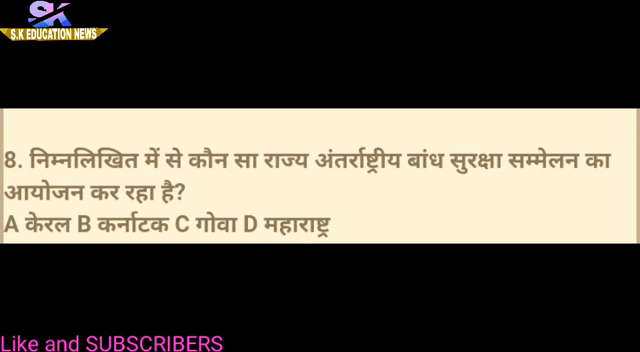 SK
S.K EDUCATION NEWS
8. निम्नलिखित में से कौन सा राज्य अंतर्राष्ट्रीय बांध सुरक्षा सम्मेलन का
आयोजन कर रहा है?
A केरल B कर्नाटक C गोवा D महाराष्ट्र
Like and SUBSCRIBERS